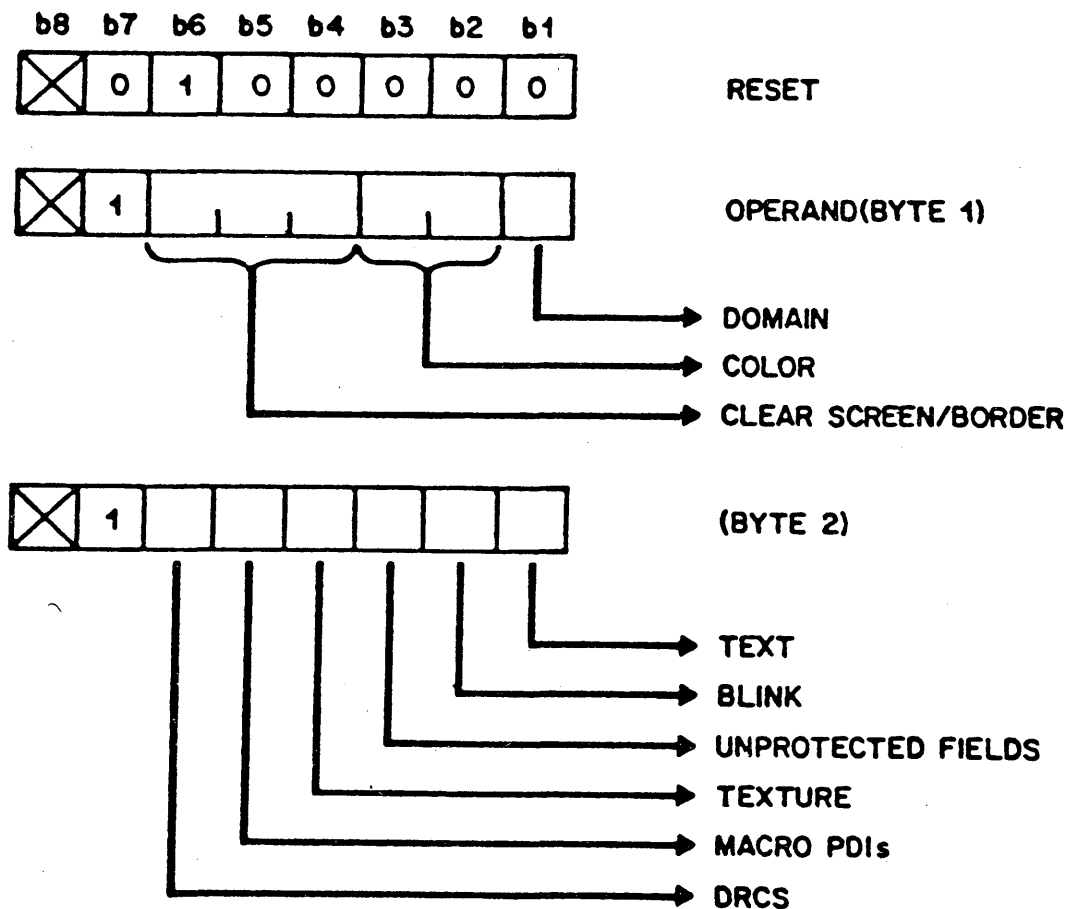 b8 b7 b6 b5 b4 b3 b2 b1
0 1 0 0 0 0 0 RESET
1 OPERAND(BYTE 1)
DOMAIN
COLOR
CLEAR SCREEN/BORDER
1 (BYTE 2)
TEXT
BLINK
UNPROTECTED FIELDS
TEXTURE
MACRO PDIs
DRCS